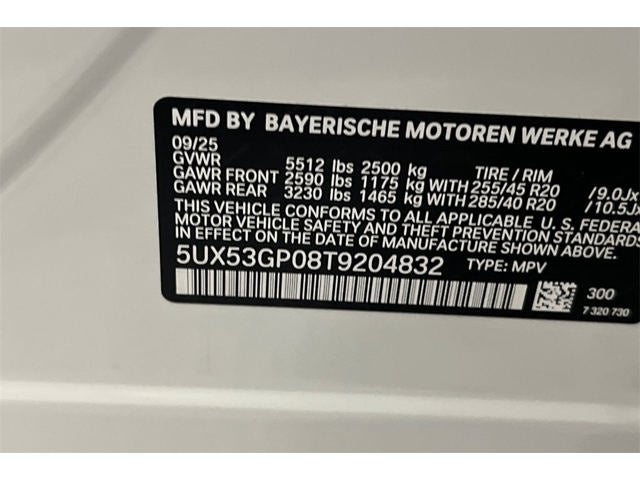 MFD BY BAYERISCHE MOTOREN WERKE AG
09/25
GVWR 5512 lbs 2500 kg TIRE / RIM
GAWR FRONT 2590 lbs 1175 kg WITH 255/45 R20 /9.0Jx
GAWR REAR 3230 lbs 1465 kg WITH 285/40 R20 /10.5Jx
THIS VEHICLE CONFORMS TO ALL APPLICABLE U. S. FEDERA
MOTOR VEHICLE SAFETY AND THEFT PREVENTION STANDARDS
IN EFFECT ON THE DATE OF MANUFACTURE SHOWN ABOVE.
5UX53GP08T9204832 TYPE: MPV
300
7 320 730